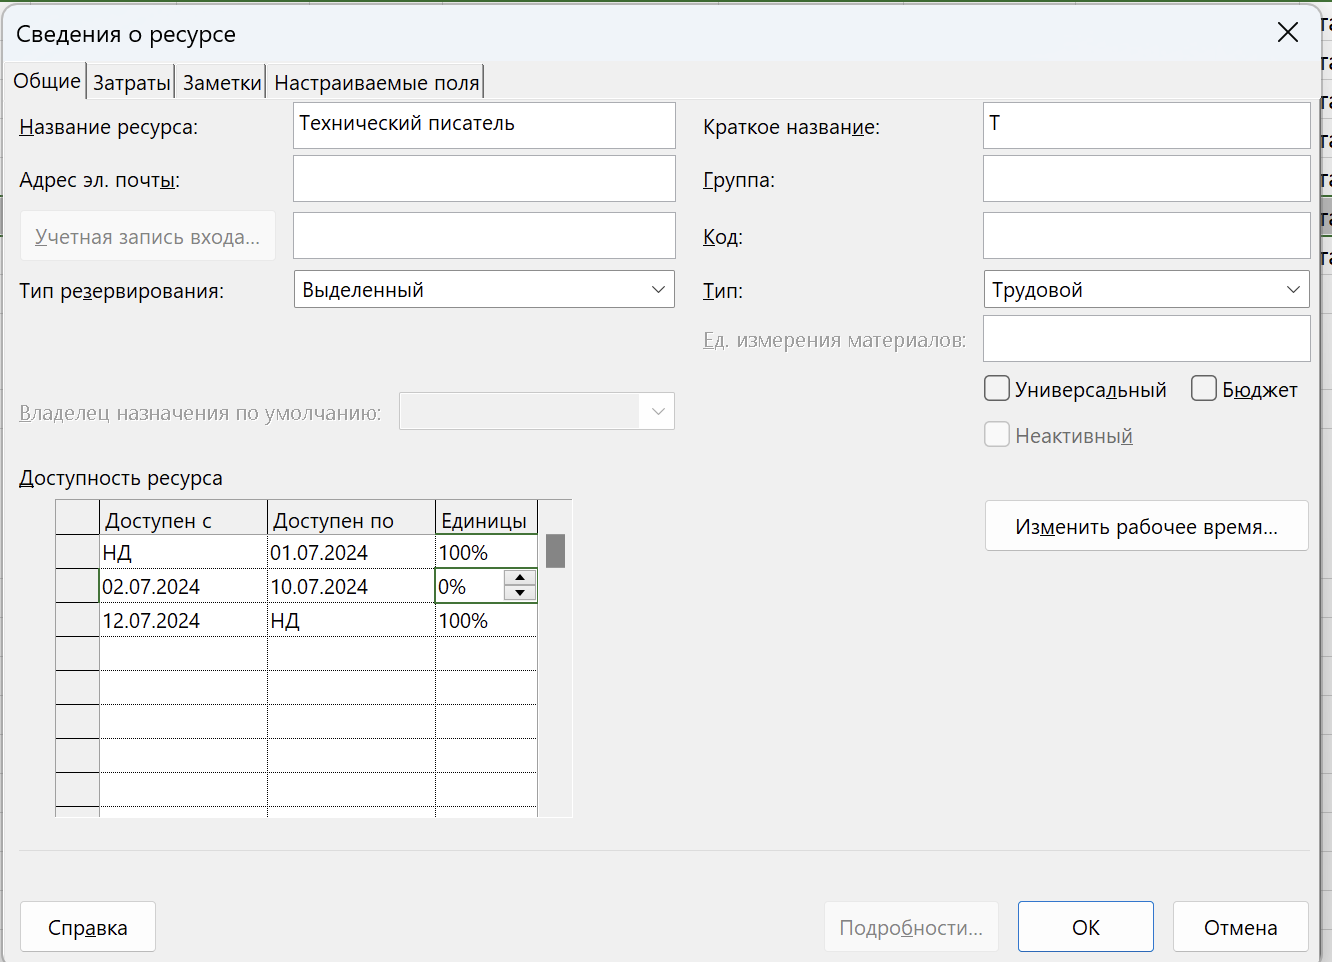 Сведения о ресурсе
Общие Затраты Заметки Настраиваемые поля
Название ресурса: Технический писатель Краткое название: Т
Адрес эл. почты: Группа:
Учетная запись входа... Код:
Тип резервирования: Выделенный Тип: Трудовой
Ед. измерения материалов:
Универсальный Бюджет
Владелец назначения по умолчанию:
Неактивный
Доступность ресурса
Доступен с Доступен по Единицы
НД 01.07.2024 100%
02.07.2024 10.07.2024 0%
12.07.2024 НД 100%
Изменить рабочее время...
Справка Подробности... ОК Отмена